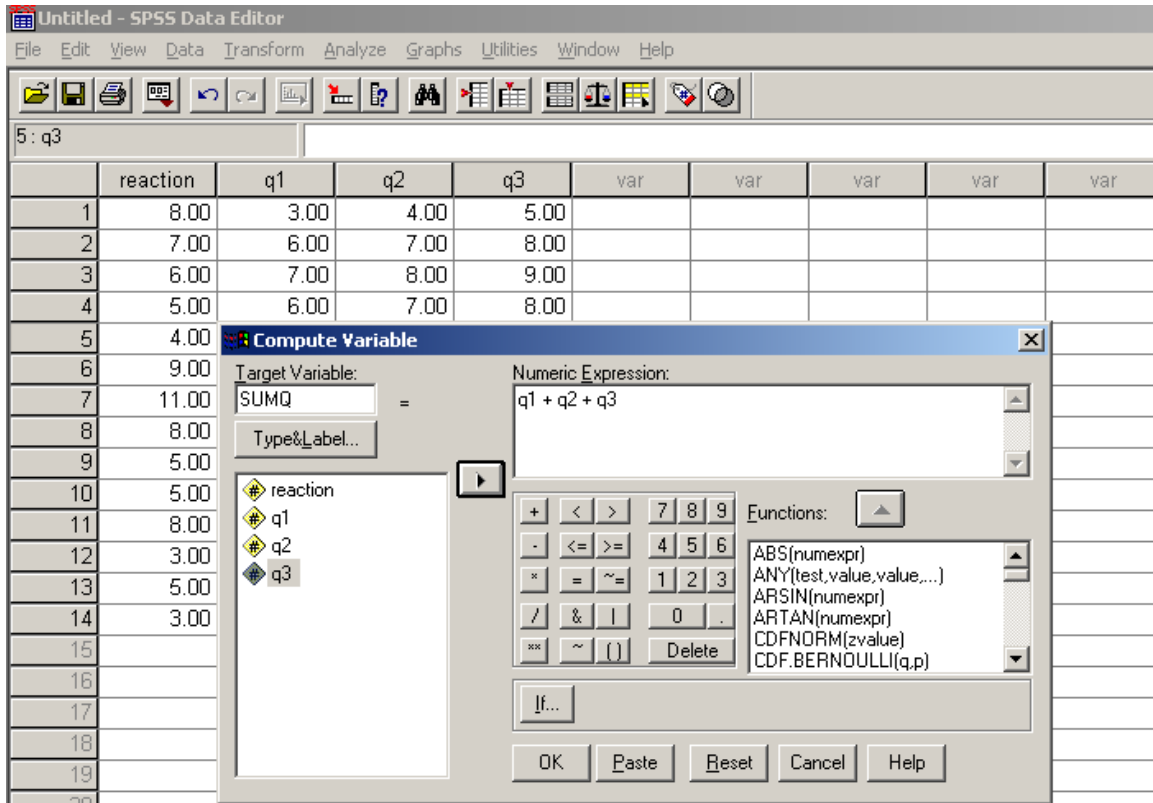 Untitled - SPSS Data Editor
File Edit View Data Transform Analyze Graphs Utilities Window Help
5 : q3
reaction q1 q2 q3 var var var var var
1 8.00 3.00 4.00 5.00
2 7.00 6.00 7.00 8.00
3 6.00 7.00 8.00 9.00
4 5.00 6.00 7.00 8.00
5 4.00
6 9.00
7 11.00
8 8.00
9 5.00
10 5.00
11 8.00
12 3.00
13 5.00
14 3.00
15
16
17
18
19
Compute Variable
Target Variable:
SUMQ =
Type&Label...
reaction
q1
q2
q3
Numeric Expression:
q1 + q2 + q3
+ < > 7 8 9
- <= >= 4 5 6
* = ~= 1 2 3
/ & | 0 .
** ~ () Delete
Functions:
ABS(numexpr)
ANY(test,value,value,...)
ARSIN(numexpr)
ARTAN(numexpr)
CDFNORM(zvalue)
CDF.BERNOULLI(q,p)
If...
OK Paste Reset Cancel Help